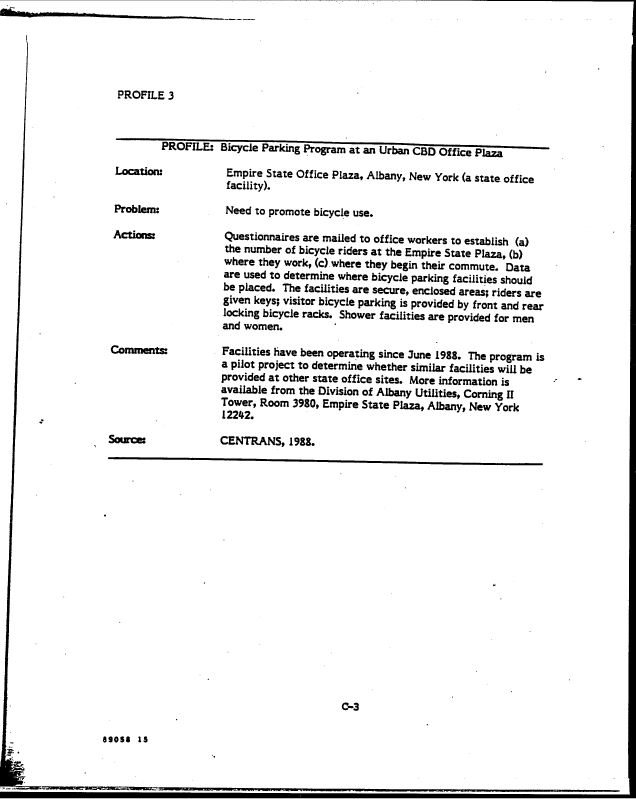 PROFILE 3
PROFILE: Bicycle Parking Program at an Urban CBD Office Plaza
Location: Empire State Office Plaza, Albany, New York (a state office
facility).
Problem: Need to promote bicycle use.
Actions: Questionnaires are mailed to office workers to establish (a)
the number of bicycle riders at the Empire State Plaza, (b)
where they work, (c) where they begin their commute. Data
are used to determine where bicycle parking facilities should
be placed. The facilities are secure, enclosed areas; riders are
given keys; visitor bicycle parking is provided by front and rear
locking bicycle racks. Shower facilities are provided for men
and women.
Comments: Facilities have been operating since June 1988. The program is
a pilot project to determine whether similar facilities will be
provided at other state office sites. More information is
available from the Division of Albany Utilities, Corning II
Tower, Room 3980, Empire State Plaza, Albany, New York
12242.
Source: CENTRANS, 1988.
C-3
89058 15